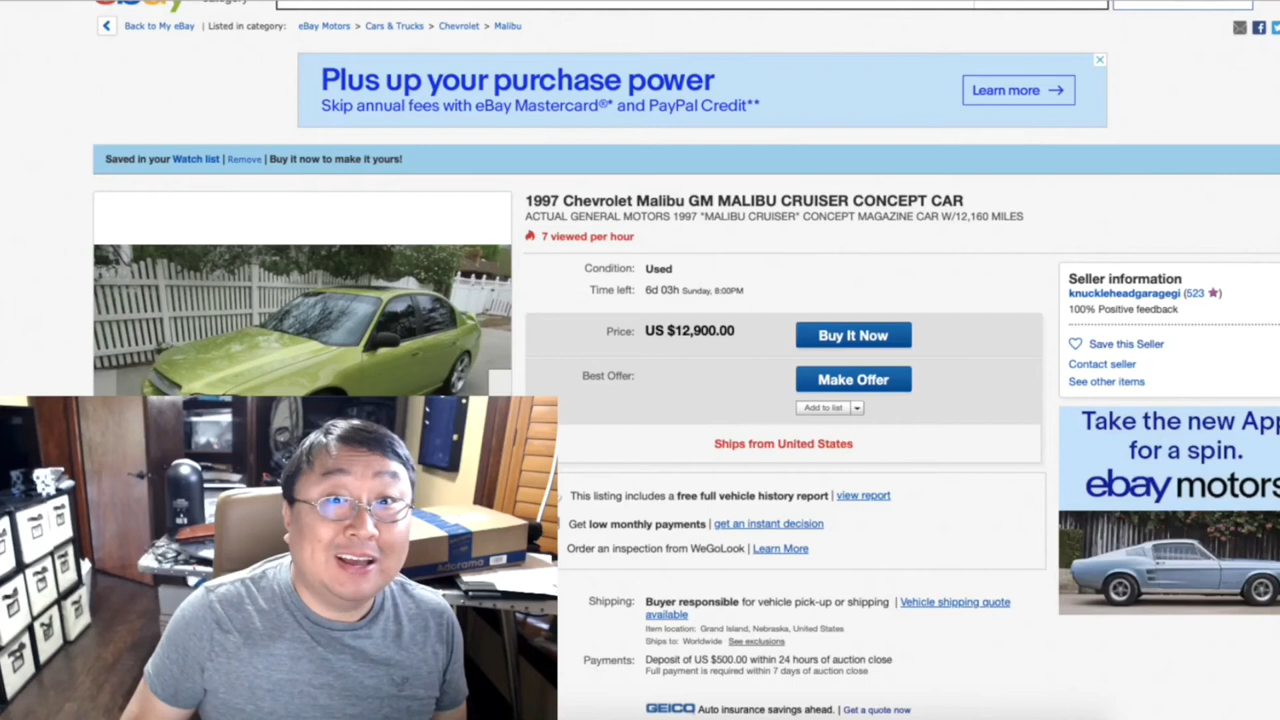 Back to My eBay | Listed in category: eBay Motors > Cars & Trucks > Chevrolet > Malibu
Plus up your purchase power
Skip annual fees with eBay Mastercard®* and PayPal Credit**
Learn more →
Saved in your Watch list | Remove | Buy it now to make it yours!
1997 Chevrolet Malibu GM MALIBU CRUISER CONCEPT CAR
ACTUAL GENERAL MOTORS 1997 "MALIBU CRUISER" CONCEPT MAGAZINE CAR W/12,160 MILES
7 viewed per hour
Condition: Used
Time left: 6d 03h Sunday, 8:00PM
Price: US $12,900.00
Buy It Now
Best Offer:
Make Offer
Add to list
Ships from United States
This listing includes a free full vehicle history report | view report
Get low monthly payments | get an instant decision
Order an inspection from WeGoLook | Learn More
Shipping: Buyer responsible for vehicle pick-up or shipping | Vehicle shipping quote
available
Item location: Grand Island, Nebraska, United States
Ships to: Worldwide See exclusions
Payments: Deposit of US $500.00 within 24 hours of auction close
Full payment is required within 7 days of auction close
GEICO Auto insurance savings ahead. | Get a quote now
Seller information
knuckleheadgaragegi (523 ★)
100% Positive feedback
Save this Seller
Contact seller
See other items
Take the new App
for a spin.
ebay motors
Adorama